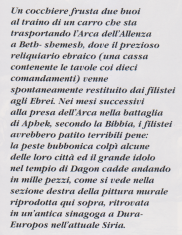 Un cocchiere frusta due buoi
al traino di un carro che sta
trasportando l'Arca dell'Allenza
a Beth- shemesh, dove il prezioso
reliquiario ebraico (una cassa
contenente le tavole coi dieci
comandamenti) venne
spontaneamente restituito dai filistei
agli Ebrei. Nei mesi successivi
alla presa dell'Arca nella battaglia
di Aphek, secondo la Bibbia, i filistei
avrebbero patito terribili pene:
la peste bubbonica colpì alcune
delle loro città ed il grande idolo
nel tempio di Dagon cadde andando
in mille pezzi, come si vede nella
sezione destra della pittura murale
riprodotta qui sopra, ritrovata
in un'antica sinagoga a Dura-
Europos nell'attuale Siria.